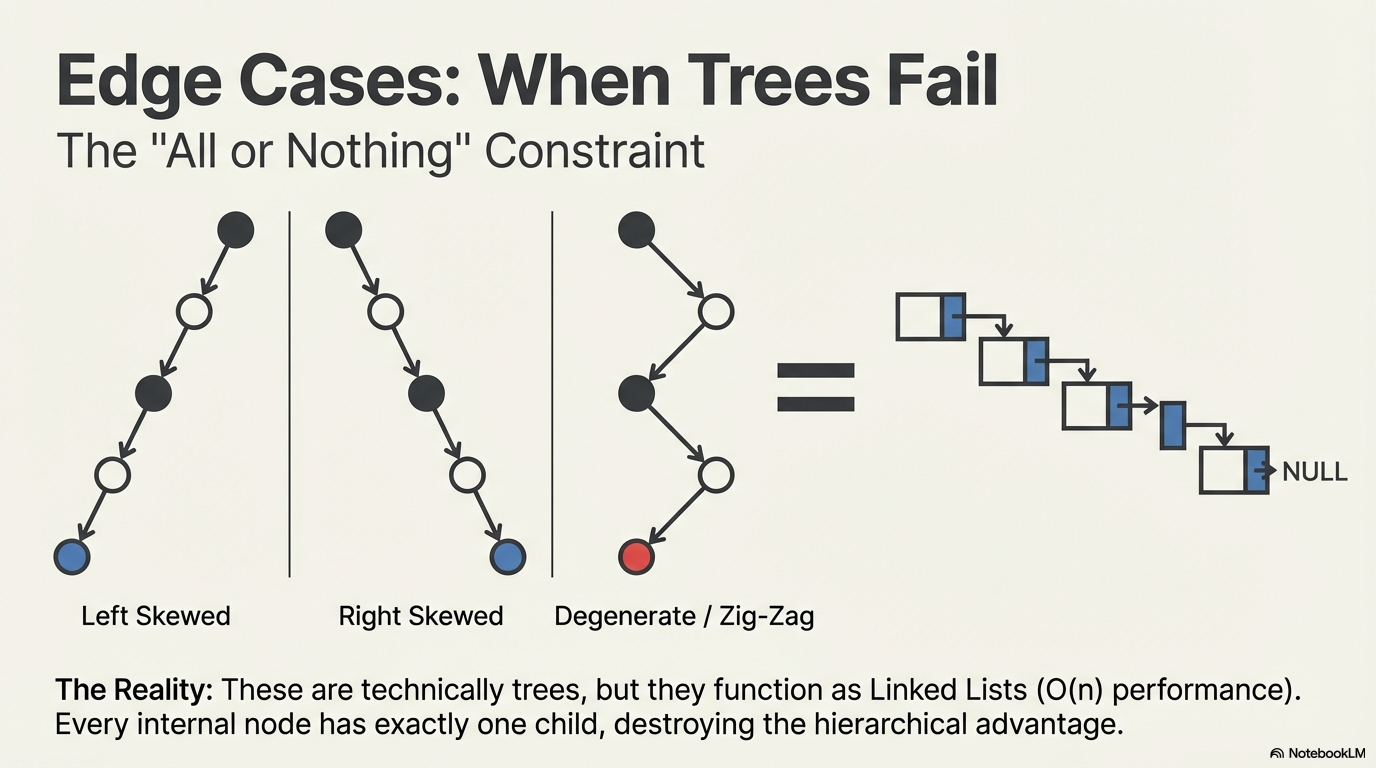 Edge Cases: When Trees Fail
The "All or Nothing" Constraint
NULL
Left Skewed
Right Skewed
Degenerate / Zig-Zag
The Reality: These are technically trees, but they function as Linked Lists (O(n) performance).
Every internal node has exactly one child, destroying the hierarchical advantage.
NotebookLM